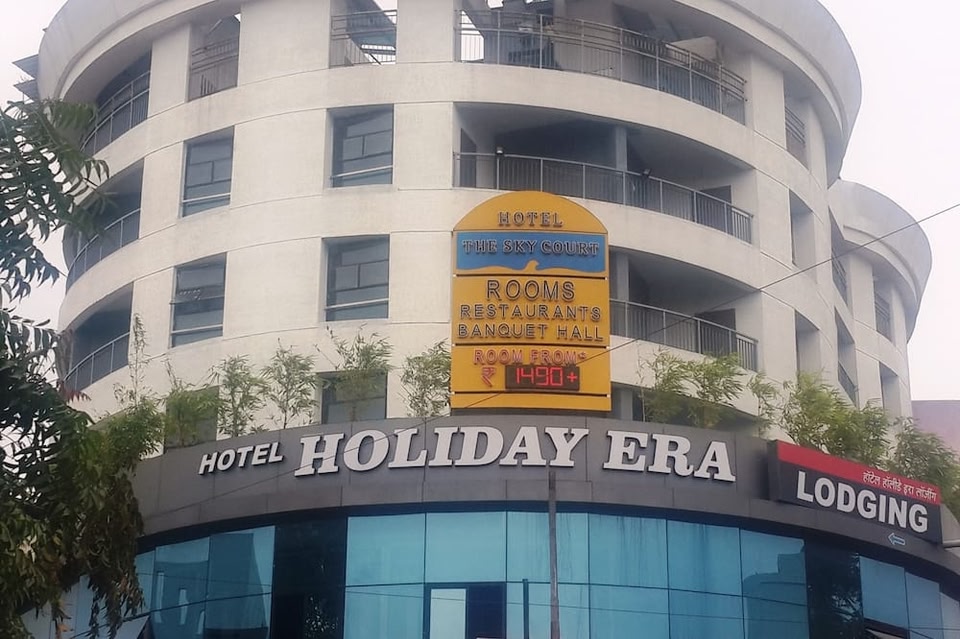 HOTEL
THE SKY COURT
ROOMS
RESTAURANTS
BANQUET HALL
ROOM FROM*
₹ 1490+
HOTEL HOLIDAY ERA
हॉटेल हॉलीडे इरा लॉजींग
LODGING